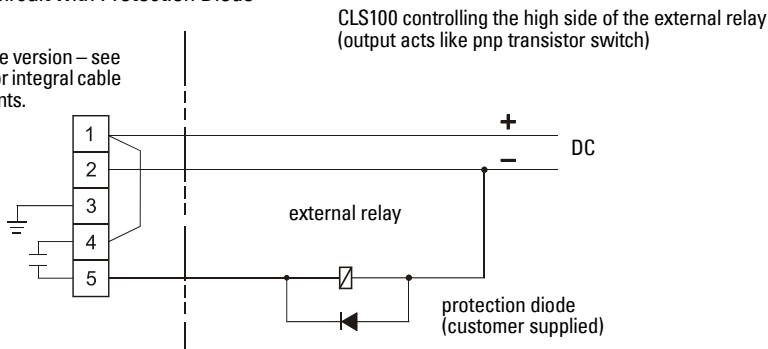 CLS100 controlling the high side of the external relay
(output acts like pnp transistor switch)
version – see
or integral cable
1
+
DC
2
–
3
external relay
4
5
protection diode
(customer supplied)